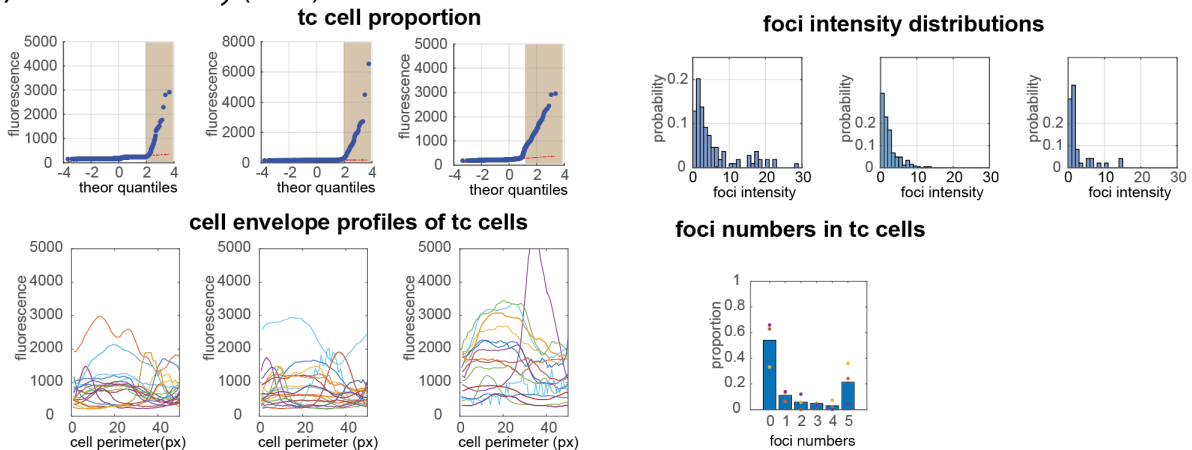 tc cell proportion
foci intensity distributions
5000
4000
3000
2000
1000
0
fluorescence
-4 -2 0 2 4
theor quantiles
8000
6000
4000
2000
0
fluorescence
-4 -2 0 2 4
theor quantiles
5000
4000
3000
2000
1000
0
fluorescence
-4 -2 0 2 4
theor quantiles
0.2
0.1
0
probability
0 10 20 30
foci intensity
0.2
0.1
0
probability
0 10 20 30
foci intensity
0.2
0.1
0
probability
0 10 20 30
foci intensity
cell envelope profiles of tc cells
foci numbers in tc cells
5000
4000
3000
2000
1000
0
fluorescence
0 20 40
cell perimeter(px)
5000
4000
3000
2000
1000
0
fluorescence
0 20 40
cell perimeter (px)
5000
4000
3000
2000
1000
0
fluorescence
0 20 40
cell perimeter (px)
1
0.8
0.6
0.4
0.2
0
proportion
0 1 2 3 4 5
foci numbers